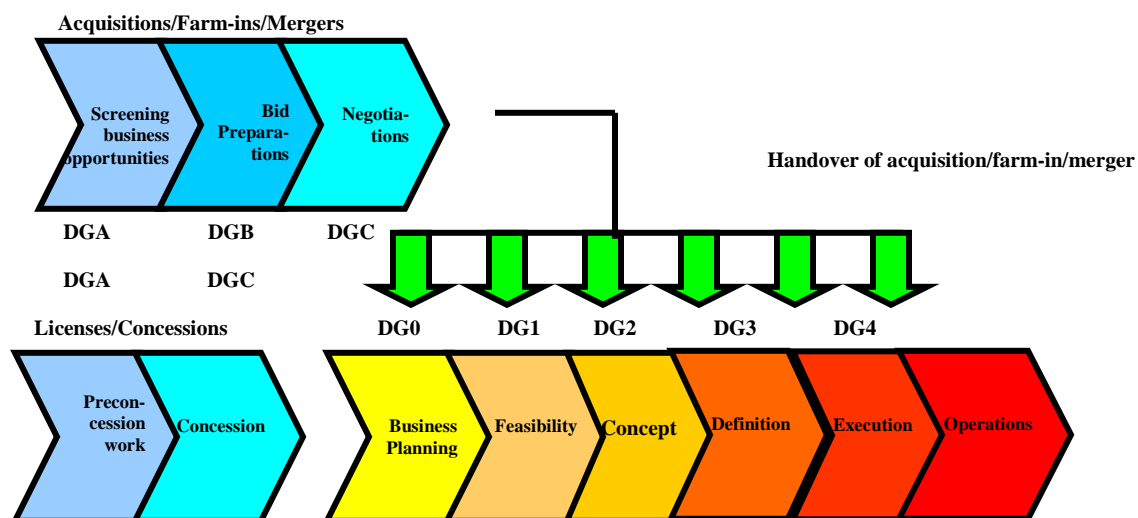 Acquisitions/Farm-ins/Mergers
Screening
business
opportunities
Bid
Prepara-
tions
Negotia-
tions
Handover of acquisition/farm-in/merger
DGA DGB DGC
DGA DGC
Licenses/Concessions
DG0 DG1 DG2 DG3 DG4
Precon-
cession
work
Concession
Business
Planning
Feasibility
Concept
Definition
Execution
Operations